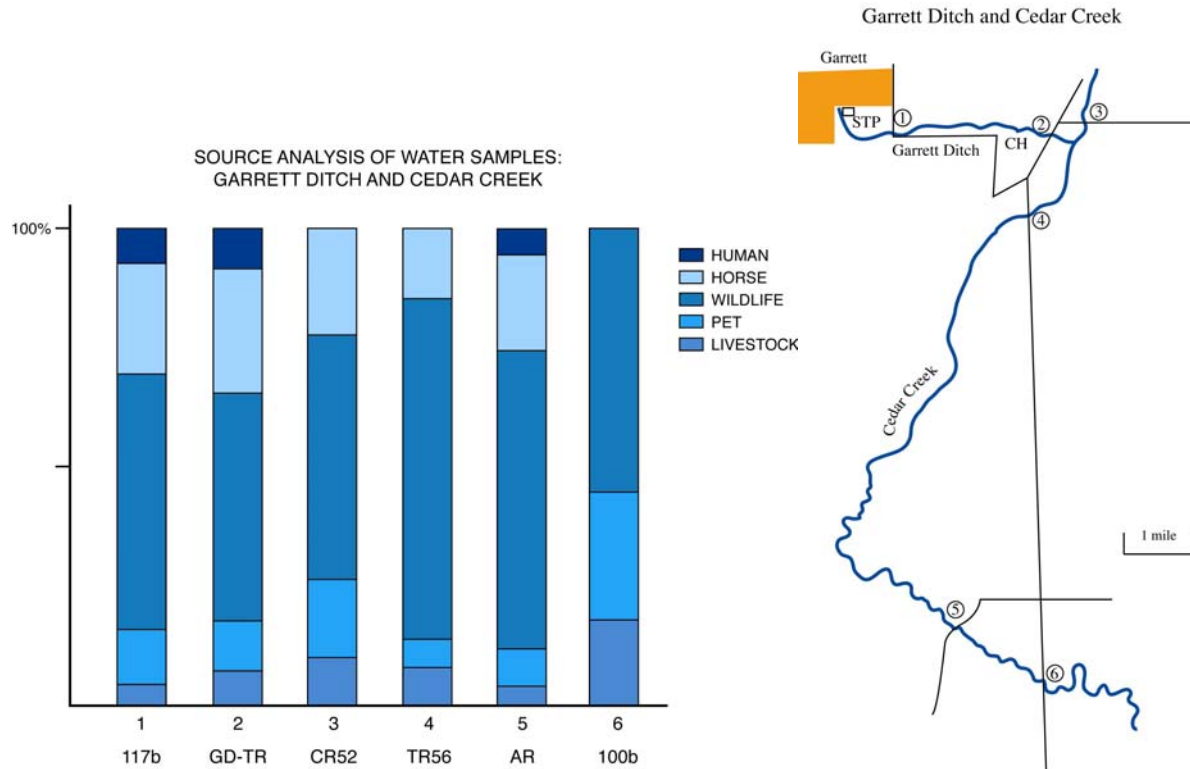 SOURCE ANALYSIS OF WATER SAMPLES:
GARRETT DITCH AND CEDAR CREEK
100%
HUMAN
HORSE
WILDLIFE
PET
LIVESTOCK
1
2
3
4
5
6
117b
GD-TR
CR52
TR56
AR
100b
Garrett Ditch and Cedar Creek
Garrett
STP
1
2
3
Garrett Ditch
CH
4
Cedar Creek
1 mile
5
6